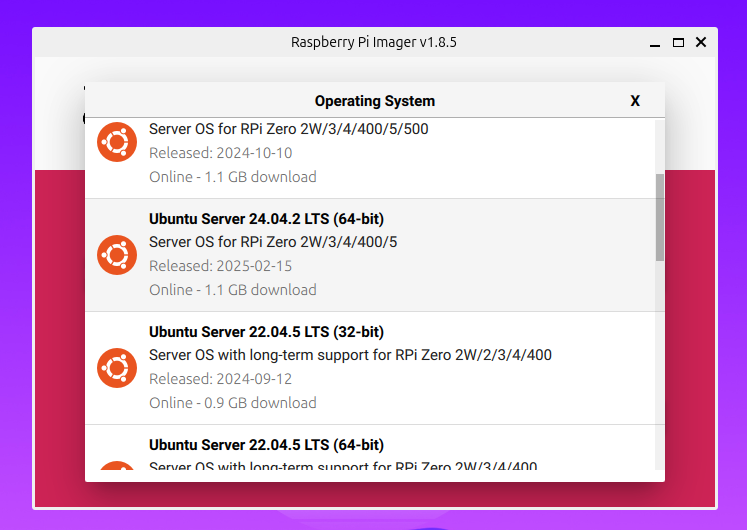 Raspberry Pi Imager v1.8.5
Operating System
X
Server OS for RPi Zero 2W/3/4/400/5/500
Released: 2024-10-10
Online - 1.1 GB download
Ubuntu Server 24.04.2 LTS (64-bit)
Server OS for RPi Zero 2W/3/4/400/5
Released: 2025-02-15
Online - 1.1 GB download
Ubuntu Server 22.04.5 LTS (32-bit)
Server OS with long-term support for RPi Zero 2W/2/3/4/400
Released: 2024-09-12
Online - 0.9 GB download
Ubuntu Server 22.04.5 LTS (64-bit)
Server OS with long-term support for RPi Zero 2W/3/4/400